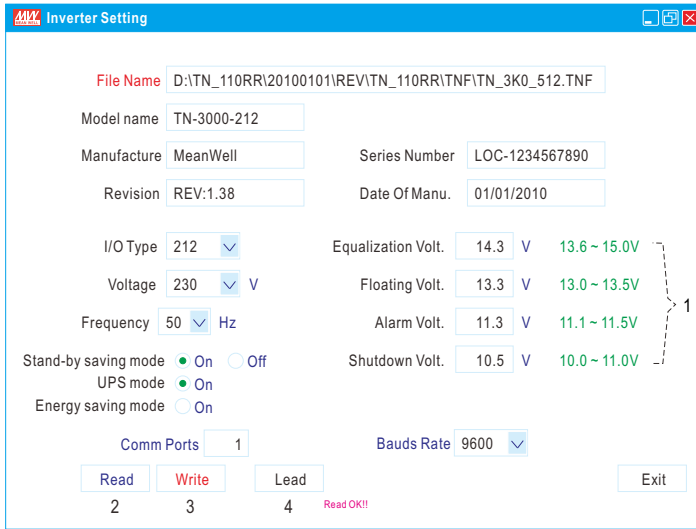 MW MEAN WELL Inverter Setting
File Name D:\TN_110RR\20100101\REV\TN_110RR\TNF\TN_3K0_512.TNF
Model name TN-3000-212
Manufacture MeanWell Series Number LOC-1234567890
Revision REV:1.38 Date Of Manu. 01/01/2010
I/O Type 212 Equalization Volt. 14.3 V 13.6 ~ 15.0V
Voltage 230 V Floating Volt. 13.3 V 13.0 ~ 13.5V
1
Frequency 50 Hz Alarm Volt. 11.3 V 11.1 ~ 11.5V
Stand-by saving mode On Off Shutdown Volt. 10.5 V 10.0 ~ 11.0V
UPS mode On
Energy saving mode On
Comm Ports 1 Bauds Rate 9600
Read Write Lead Exit
2 3 4 Read OK!!